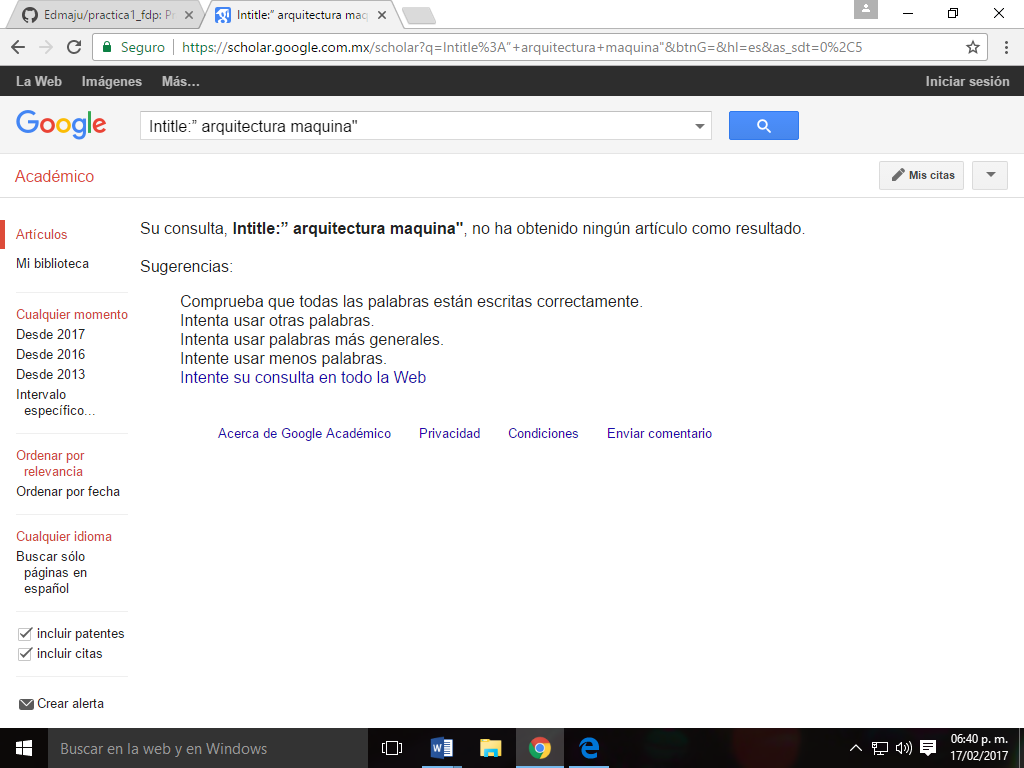 Edmaju/practica1_fdp: Pr
Intitle:” arquitectura maq
Seguro
https://scholar.google.com.mx/scholar?q=Intitle%3A”+arquitectura+maquina"&btnG=&hl=es&as_sdt=0%2C5
La Web Imágenes Más... Iniciar sesión
Google
Intitle:” arquitectura maquina"
Académico
Mis citas
Artículos
Mi biblioteca
Cualquier momento
Desde 2017
Desde 2016
Desde 2013
Intervalo
específico...
Ordenar por
relevancia
Ordenar por fecha
Cualquier idioma
Buscar sólo
páginas en
español
incluir patentes
incluir citas
Crear alerta
Su consulta, Intitle:” arquitectura maquina", no ha obtenido ningún artículo como resultado.
Sugerencias:
Comprueba que todas las palabras están escritas correctamente.
Intenta usar otras palabras.
Intenta usar palabras más generales.
Intente usar menos palabras.
Intente su consulta en todo la Web
Acerca de Google Académico Privacidad Condiciones Enviar comentario
Buscar en la web y en Windows
06:40 p. m.
17/02/2017